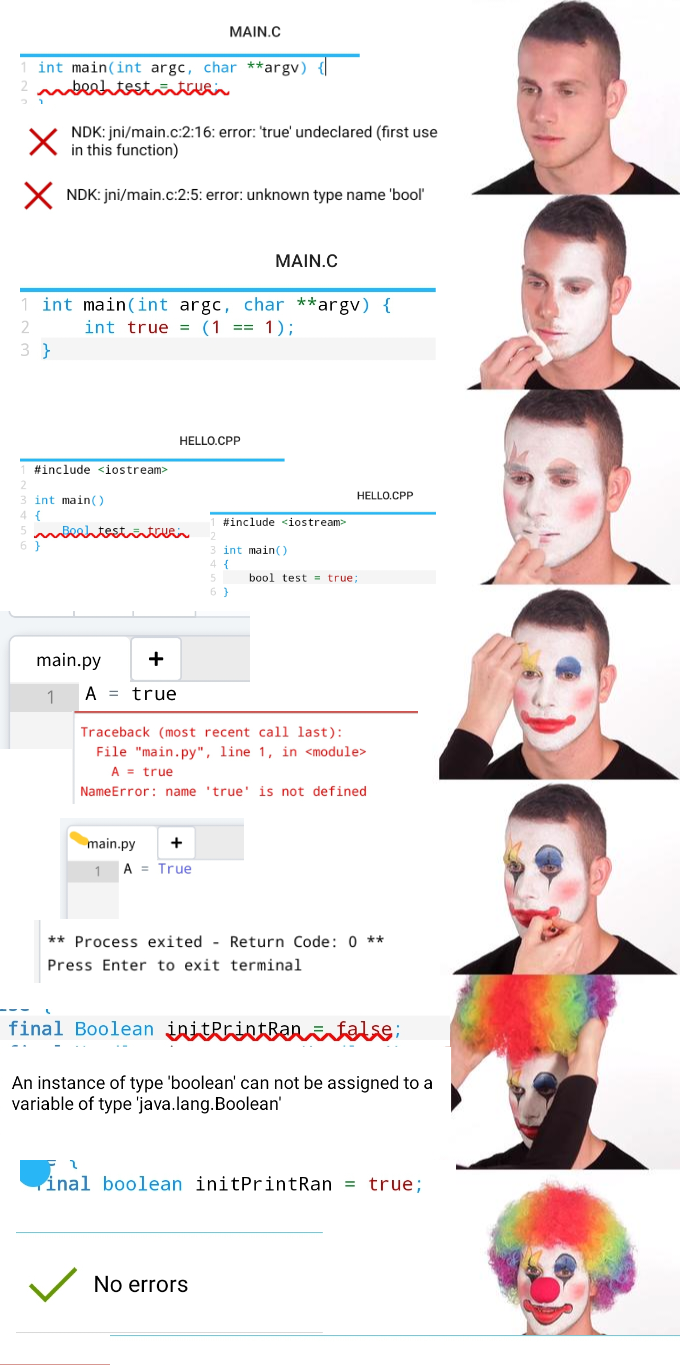 MAIN.C
1 int main(int argc, char **argv) {
2 bool test = true;
3 }
NDK: jni/main.c:2:16: error: 'true' undeclared (first use
in this function)
NDK: jni/main.c:2:5: error: unknown type name 'bool'
MAIN.C
1 int main(int argc, char **argv) {
2 int true = (1 == 1);
3 }
HELLO.CPP
1 #include <iostream>
2
3 int main()
4 {
5 Bool test = true;
6 }
HELLO.CPP
1 #include <iostream>
2
3 int main()
4 {
5 bool test = true;
6 }
main.py +
1 A = true
Traceback (most recent call last):
File "main.py", line 1, in <module>
A = true
NameError: name 'true' is not defined
main.py +
1 A = True
** Process exited - Return Code: 0 **
Press Enter to exit terminal
final Boolean initPrintRan = false;
An instance of type 'boolean' can not be assigned to a
variable of type 'java.lang.Boolean'
final boolean initPrintRan = true;
No errors